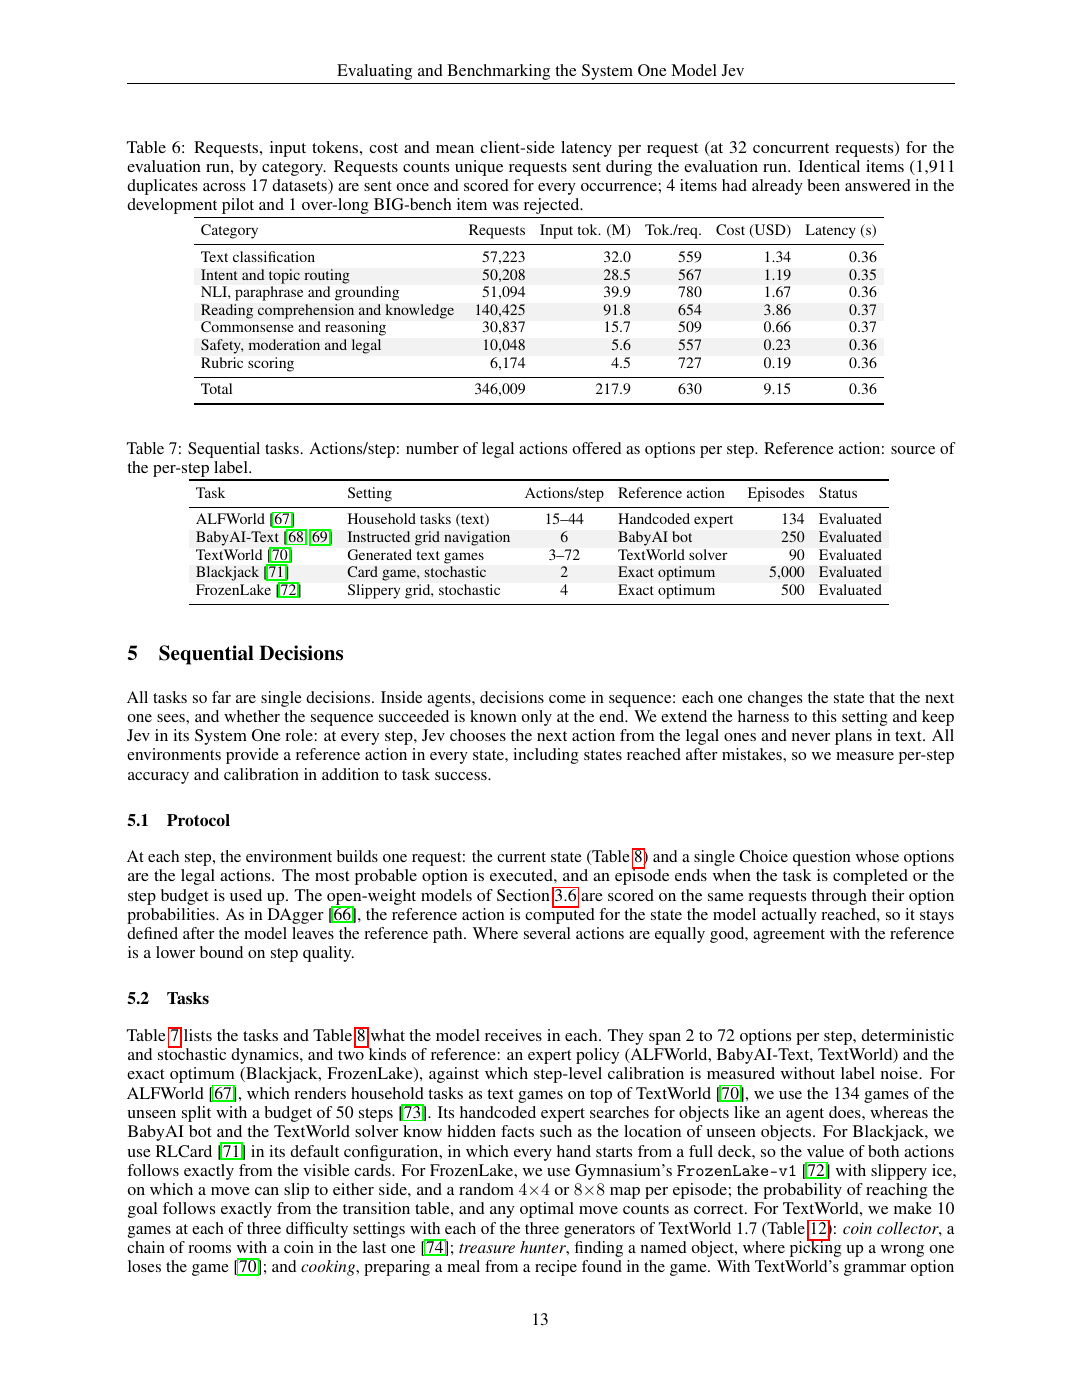 Evaluating and Benchmarking the System One Model Jev
Table 6: Requests, input tokens, cost and mean client-side latency per request (at 32 concurrent requests) for the
evaluation run, by category. Requests counts unique requests sent during the evaluation run. Identical items (1,911
duplicates across 17 datasets) are sent once and scored for every occurrence; 4 items had already been answered in the
development pilot and 1 over-long BIG-bench item was rejected.
Category Requests Input tok. (M) Tok./req. Cost (USD) Latency (s)
Text classification 57,223 32.0 559 1.34 0.36
Intent and topic routing 50,208 28.5 567 1.19 0.35
NLI, paraphrase and grounding 51,094 39.9 780 1.67 0.36
Reading comprehension and knowledge 140,425 91.8 654 3.86 0.37
Commonsense and reasoning 30,837 15.7 509 0.66 0.37
Safety, moderation and legal 10,048 5.6 557 0.23 0.36
Rubric scoring 6,174 4.5 727 0.19 0.36
Total 346,009 217.9 630 9.15 0.36
Table 7: Sequential tasks. Actions/step: number of legal actions offered as options per step. Reference action: source of
the per-step label.
Task Setting Actions/step Reference action Episodes Status
ALFWorld [67] Household tasks (text) 15–44 Handcoded expert 134 Evaluated
BabyAI-Text [68, 69] Instructed grid navigation 6 BabyAI bot 250 Evaluated
TextWorld [70] Generated text games 3–72 TextWorld solver 90 Evaluated
Blackjack [71] Card game, stochastic 2 Exact optimum 5,000 Evaluated
FrozenLake [72] Slippery grid, stochastic 4 Exact optimum 500 Evaluated
5 Sequential Decisions
All tasks so far are single decisions. Inside agents, decisions come in sequence: each one changes the state that the next
one sees, and whether the sequence succeeded is known only at the end. We extend the harness to this setting and keep
Jev in its System One role: at every step, Jev chooses the next action from the legal ones and never plans in text. All
environments provide a reference action in every state, including states reached after mistakes, so we measure per-step
accuracy and calibration in addition to task success.
5.1 Protocol
At each step, the environment builds one request: the current state (Table 8) and a single Choice question whose options
are the legal actions. The most probable option is executed, and an episode ends when the task is completed or the
step budget is used up. The open-weight models of Section 3.6 are scored on the same requests through their option
probabilities. As in DAgger [66], the reference action is computed for the state the model actually reached, so it stays
defined after the model leaves the reference path. Where several actions are equally good, agreement with the reference
is a lower bound on step quality.
5.2 Tasks
Table 7 lists the tasks and Table 8 what the model receives in each. They span 2 to 72 options per step, deterministic
and stochastic dynamics, and two kinds of reference: an expert policy (ALFWorld, BabyAI-Text, TextWorld) and the
exact optimum (Blackjack, FrozenLake), against which step-level calibration is measured without label noise. For
ALFWorld [67], which renders household tasks as text games on top of TextWorld [70], we use the 134 games of the
unseen split with a budget of 50 steps [73]. Its handcoded expert searches for objects like an agent does, whereas the
BabyAI bot and the TextWorld solver know hidden facts such as the location of unseen objects. For Blackjack, we
use RLCard [71] in its default configuration, in which every hand starts from a full deck, so the value of both actions
follows exactly from the visible cards. For FrozenLake, we use Gymnasium's FrozenLake-v1 [72] with slippery ice,
on which a move can slip to either side, and a random 4×4 or 8×8 map per episode; the probability of reaching the
goal follows exactly from the transition table, and any optimal move counts as correct. For TextWorld, we make 10
games at each of three difficulty settings with each of the three generators of TextWorld 1.7 (Table 12): coin collector, a
chain of rooms with a coin in the last one [74]; treasure hunter, finding a named object, where picking up a wrong one
loses the game [70]; and cooking, preparing a meal from a recipe found in the game. With TextWorld's grammar option
13